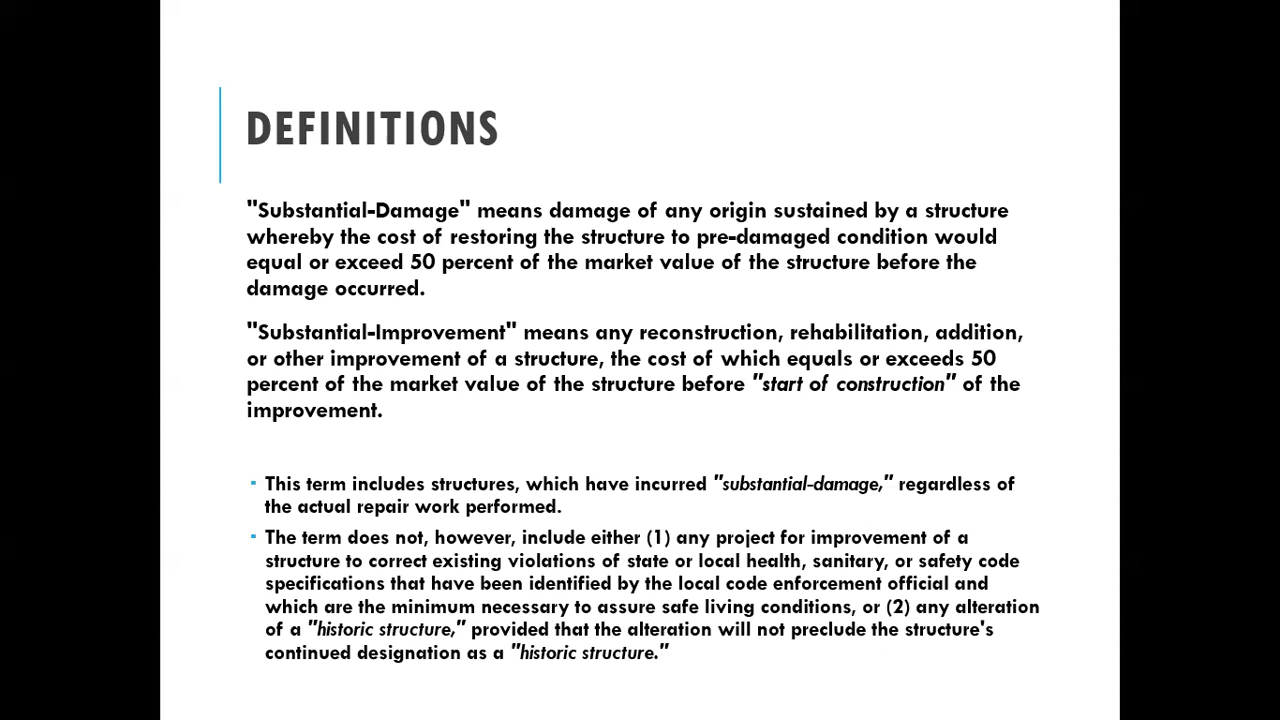 DEFINITIONS
"Substantial-Damage" means damage of any origin sustained by a structure
whereby the cost of restoring the structure to pre-damaged condition would
equal or exceed 50 percent of the market value of the structure before the
damage occurred.
"Substantial-Improvement" means any reconstruction, rehabilitation, addition,
or other improvement of a structure, the cost of which equals or exceeds 50
percent of the market value of the structure before "start of construction" of the
improvement.
▪ This term includes structures, which have incurred "substantial-damage," regardless of
the actual repair work performed.
▪ The term does not, however, include either (1) any project for improvement of a
structure to correct existing violations of state or local health, sanitary, or safety code
specifications that have been identified by the local code enforcement official and
which are the minimum necessary to assure safe living conditions, or (2) any alteration
of a "historic structure," provided that the alteration will not preclude the structure's
continued designation as a "historic structure."